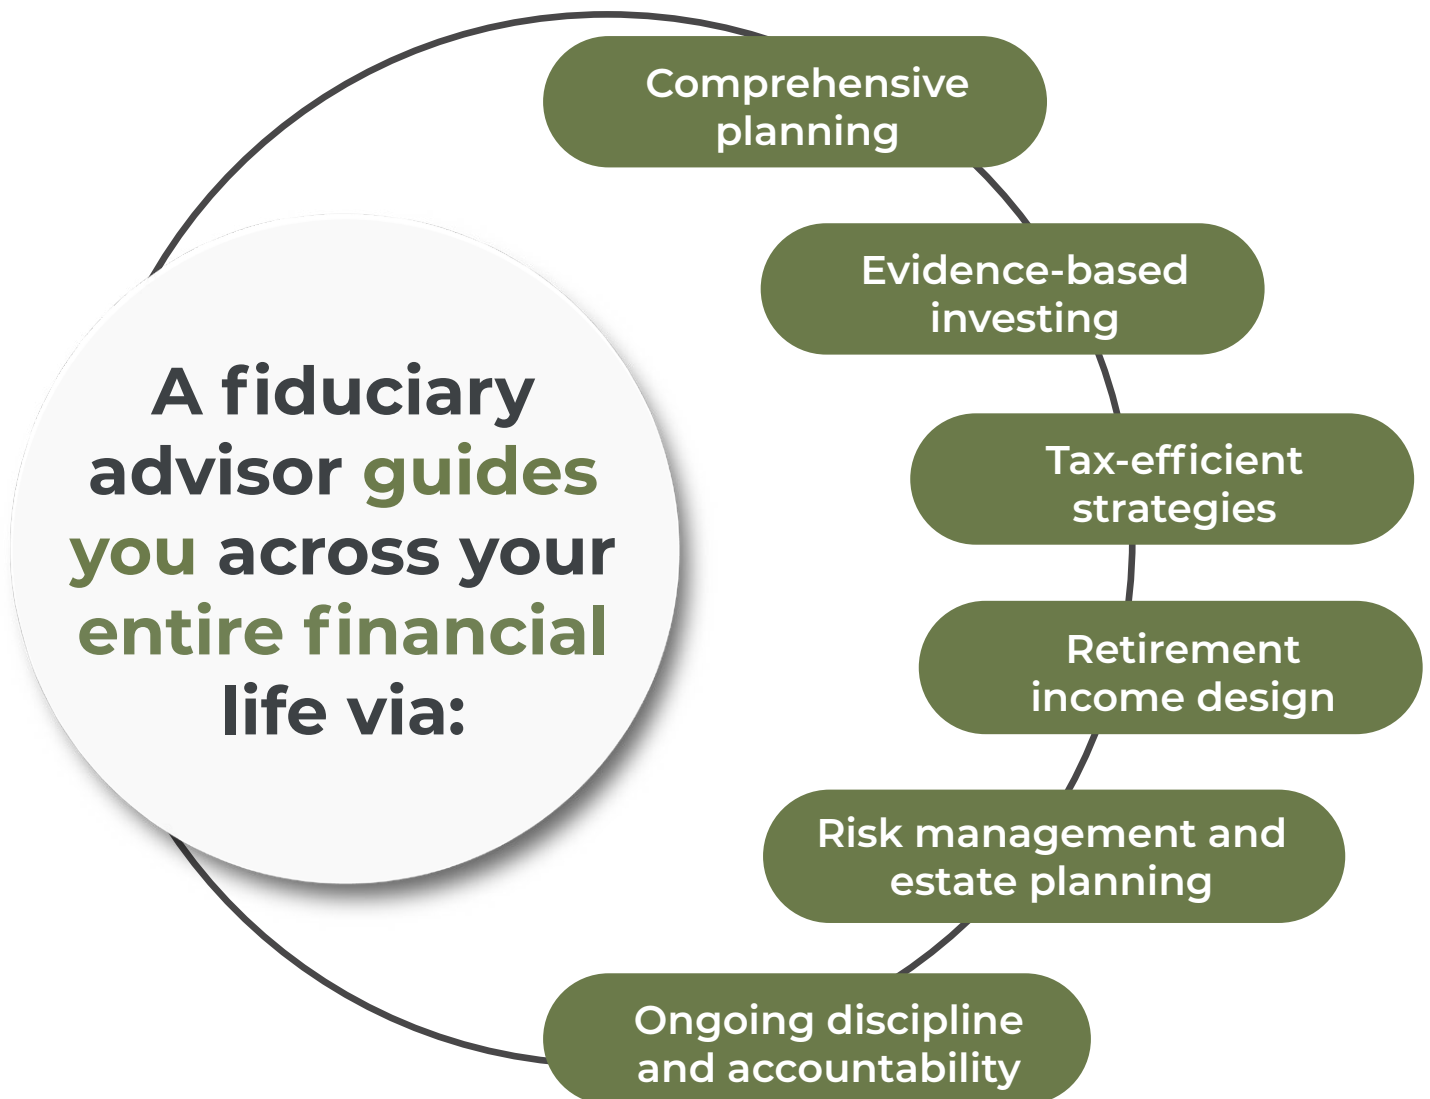 A fiduciary
advisor guides
you across your
entire financial
life via:
Comprehensive
planning
Evidence-based
investing
Tax-efficient
strategies
Retirement
income design
Risk management and
estate planning
Ongoing discipline
and accountability